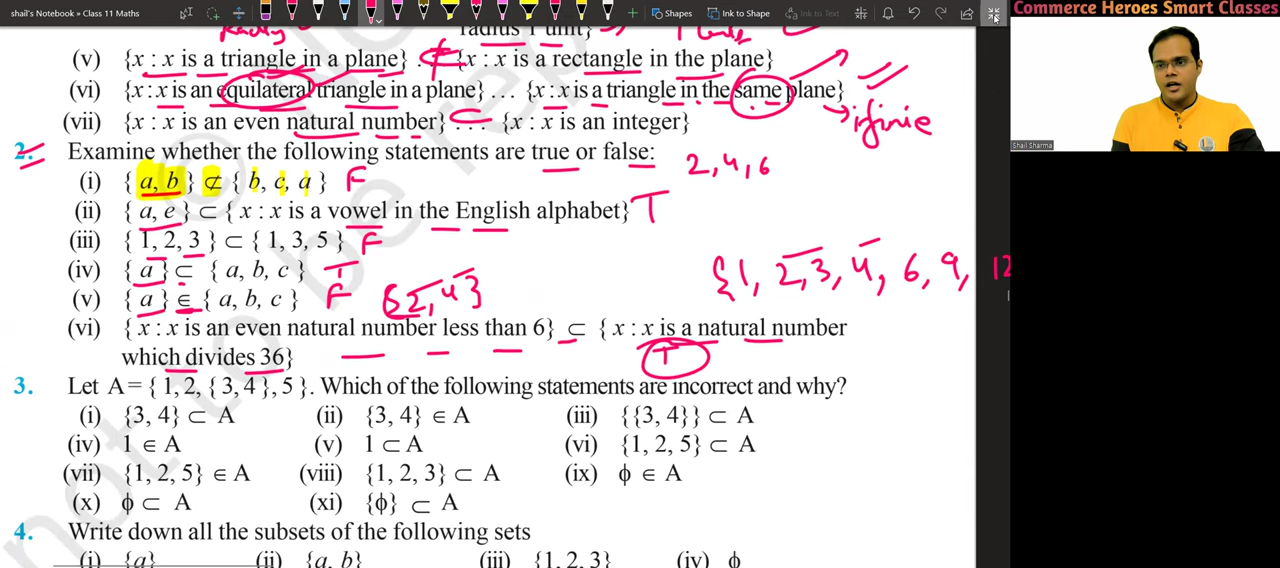 shail's Notebook » Class 11 Maths
Shapes
Ink to Shape
Ink to Text
Commerce Heroes Smart Classes
radius 1 unit}
(v) {x : x is a triangle in a plane} . ⊄ {x : x is a rectangle in the plane}
(vi) {x : x is an equilateral triangle in a plane} … {x : x is a triangle in the same plane}
(vii) {x : x is an even natural number} … ⊂ {x : x is an integer}
infinie
Shail Sharma
2. Examine whether the following statements are true or false:
2, 4, 6
(i) { a, b } ⊄ { b, c, a } F
(ii) { a, e } ⊂ { x : x is a vowel in the English alphabet} T
(iii) { 1, 2, 3 } ⊂ { 1, 3, 5 } F
(iv) { a } ⊂ { a, b, c } T
{1, 2, 3, 4, 6, 9, 12
(v) { a } ∈ { a, b, c } F {2, 4}
(vi) { x : x is an even natural number less than 6} ⊂ { x : x is a natural number
which divides 36} T
3. Let A = { 1, 2, { 3, 4 }, 5 }. Which of the following statements are incorrect and why?
(i) {3, 4} ⊂ A (ii) {3, 4} ∈ A (iii) {{3, 4}} ⊂ A
(iv) 1 ∈ A (v) 1 ⊂ A (vi) {1, 2, 5} ⊂ A
(vii) {1, 2, 5} ∈ A (viii) {1, 2, 3} ⊂ A (ix) ϕ ∈ A
(x) ϕ ⊂ A (xi) {ϕ} ⊂ A
4. Write down all the subsets of the following sets
(i) {a} (ii) {a, b} (iii) {1, 2, 3} (iv) ϕ